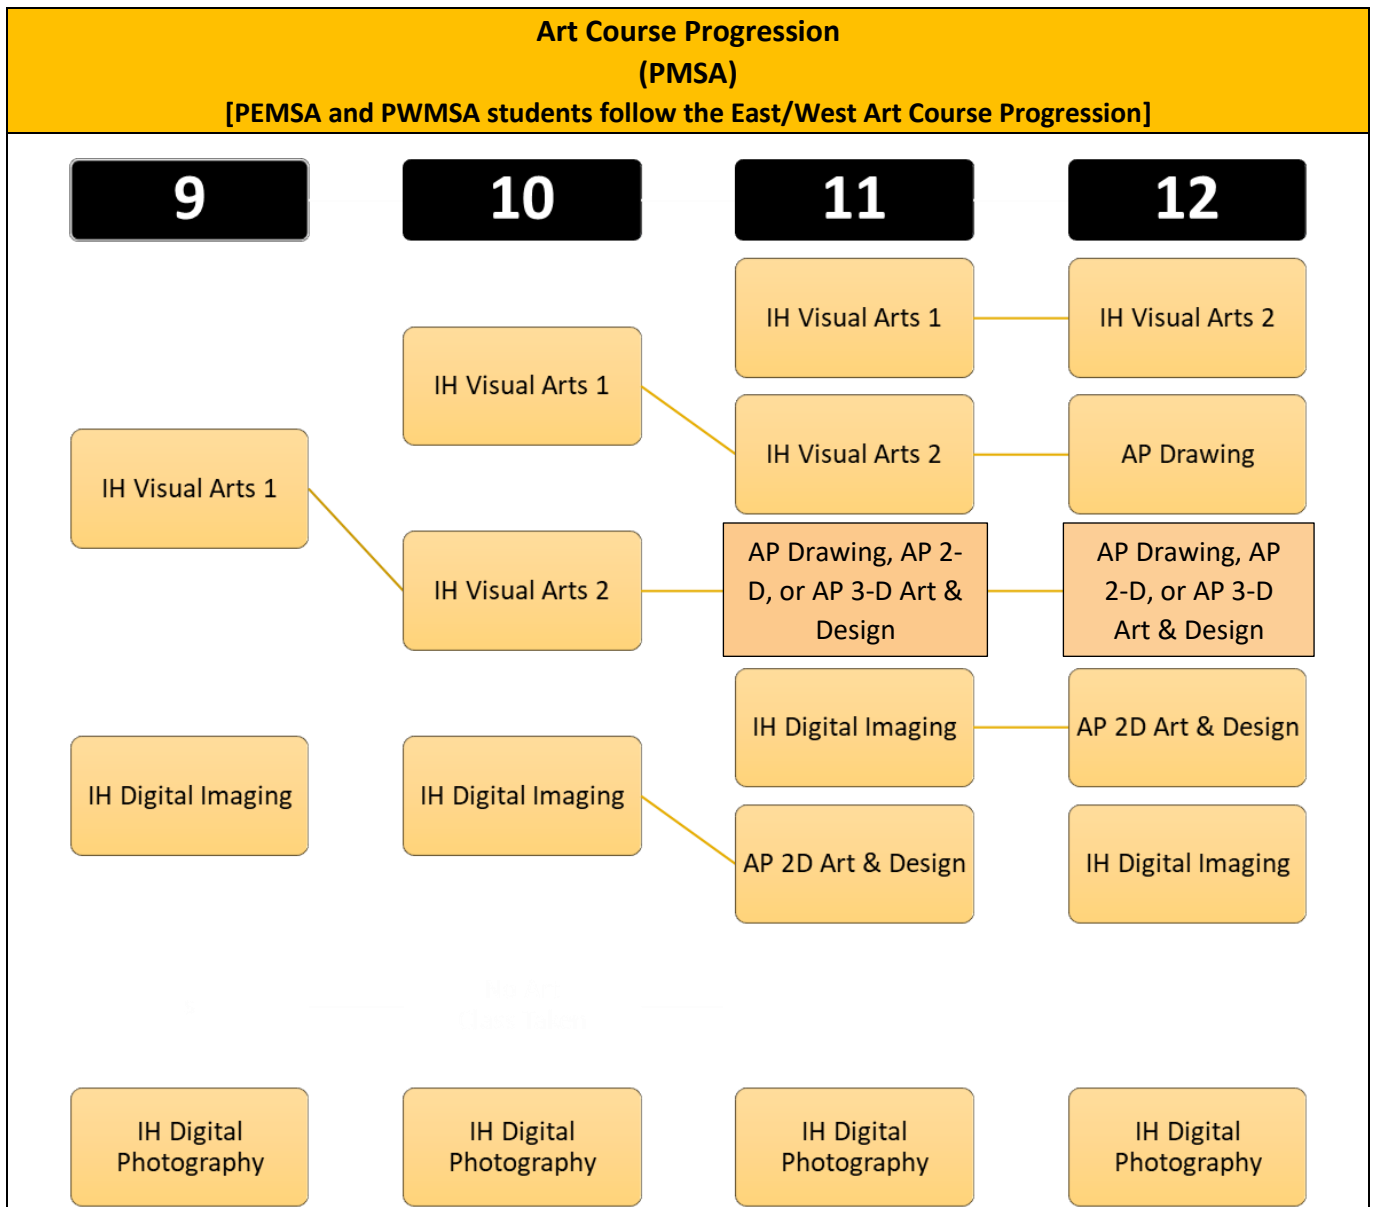 Art Course Progression
(PMSA)
[PEMSA and PWMSA students follow the East/West Art Course Progression]
9
10
11
12
IH Visual Arts 1
IH Visual Arts 2
IH Visual Arts 1
IH Visual Arts 2
AP Drawing
IH Visual Arts 1
IH Visual Arts 2
AP Drawing, AP 2-
D, or AP 3-D Art &
Design
AP Drawing, AP
2-D, or AP 3-D
Art & Design
IH Digital Imaging
AP 2D Art & Design
IH Digital Imaging
IH Digital Imaging
AP 2D Art & Design
IH Digital Imaging
IH Digital
Photography
IH Digital
Photography
IH Digital
Photography
IH Digital
Photography